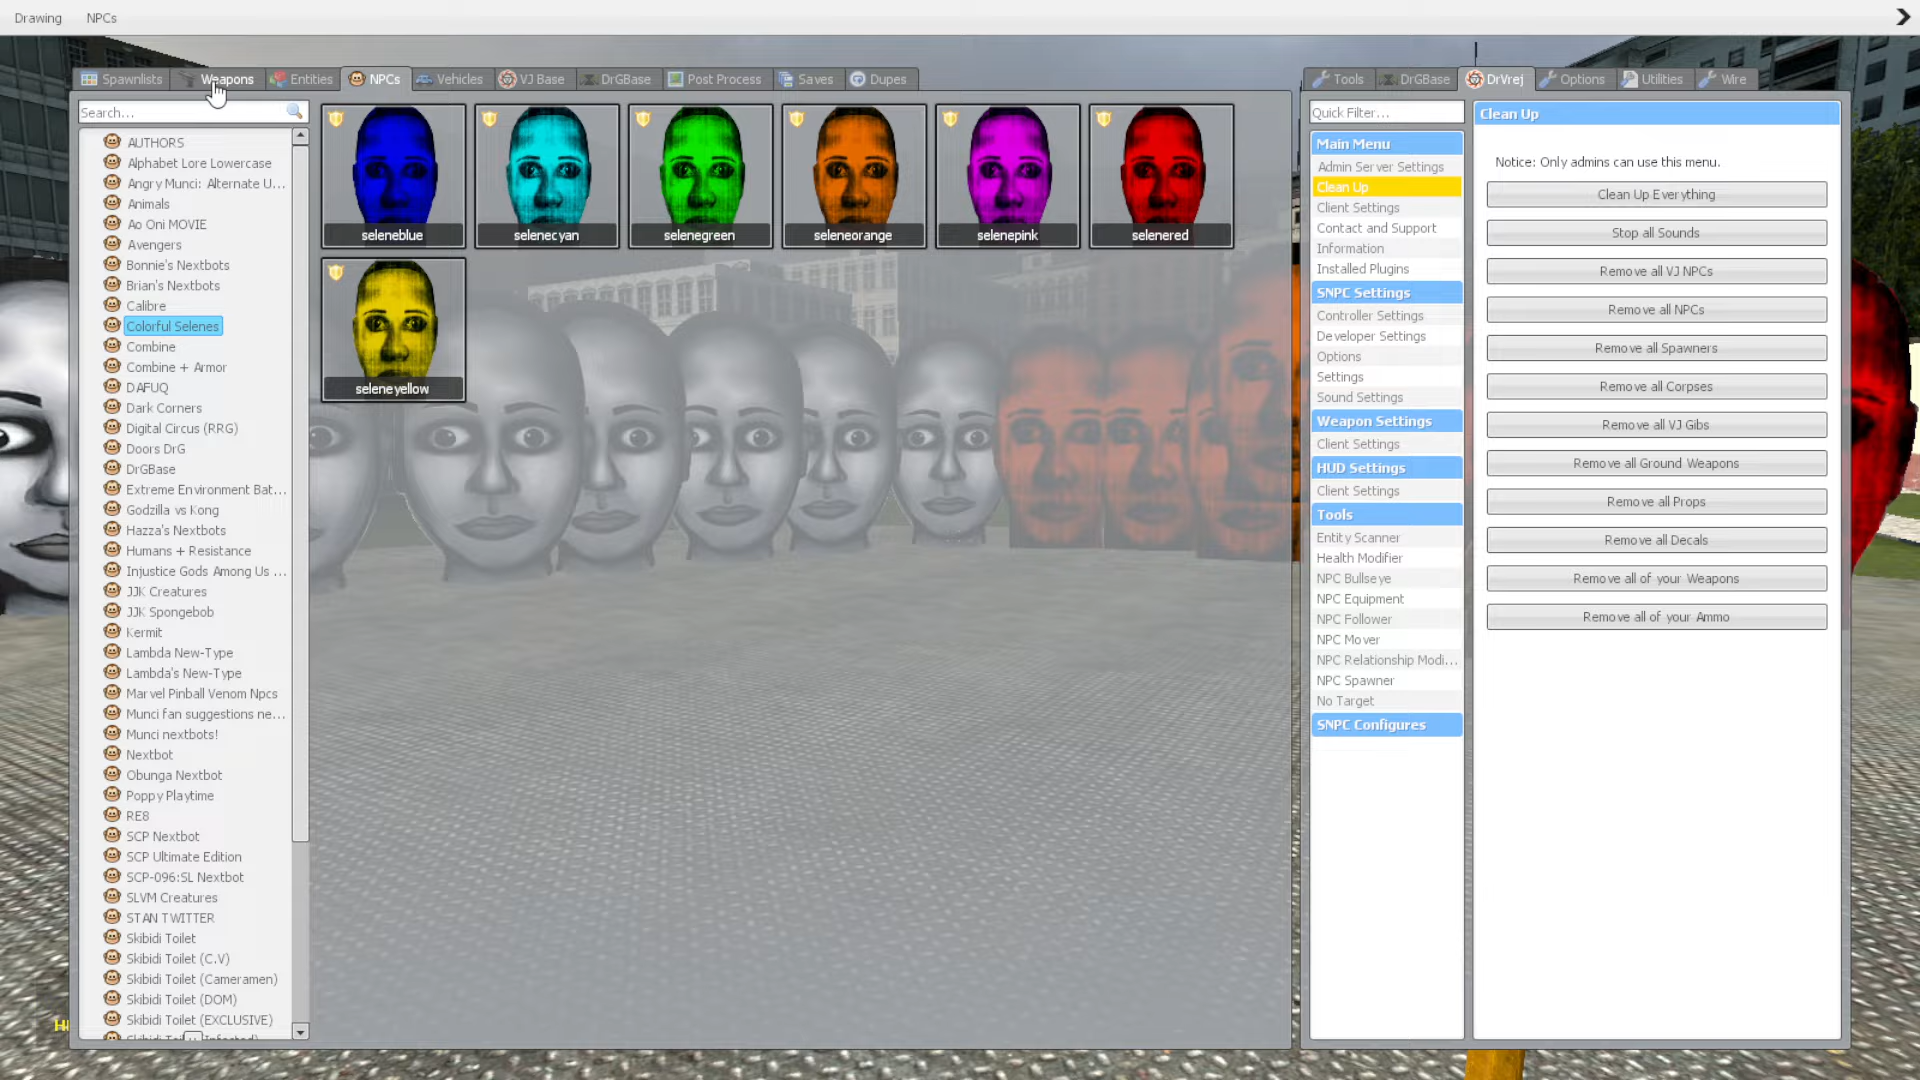 Drawing NPCs
Spawnlists Weapons Entities NPCs Vehicles VJ Base DrGBase Post Process Saves Dupes
Search...
AUTHORS
Alphabet Lore Lowercase
Angry Munci: Alternate U...
Animals
Ao Oni MOVIE
Avengers
Bonnie's Nextbots
Brian's Nextbots
Calibre
Colorful Selenes
Combine
Combine + Armor
DAFUQ
Dark Corners
Digital Circus (RRG)
Doors DrG
DrGBase
Extreme Environment Bat...
Godzilla vs Kong
Hazza's Nextbots
Humans + Resistance
Injustice Gods Among Us ...
JJK Creatures
JJK Spongebob
Kermit
Lambda New-Type
Lambda's New-Type
Marvel Pinball Venom Npcs
Munci fan suggestions ne...
Munci nextbots!
Nextbot
Obunga Nextbot
Poppy Playtime
RE8
SCP Nextbot
SCP Ultimate Edition
SCP-096:SL Nextbot
SLVM Creatures
STAN TWITTER
Skibidi Toilet
Skibidi Toilet (C.V)
Skibidi Toilet (Cameramen)
Skibidi Toilet (DOM)
Skibidi Toilet (EXCLUSIVE)
seleneblue
selenecyan
selenegreen
seleneorange
selenepink
selenered
seleneyellow
Tools DrGBase DrVrej Options Utilities Wire
Quick Filter...
Main Menu
Admin Server Settings
Clean Up
Client Settings
Contact and Support
Information
Installed Plugins
SNPC Settings
Controller Settings
Developer Settings
Options
Settings
Sound Settings
Weapon Settings
Client Settings
HUD Settings
Client Settings
Tools
Entity Scanner
Health Modifier
NPC Bullseye
NPC Equipment
NPC Follower
NPC Mover
NPC Relationship Modi...
NPC Spawner
No Target
SNPC Configures
Clean Up
Notice: Only admins can use this menu.
Clean Up Everything
Stop all Sounds
Remove all VJ NPCs
Remove all NPCs
Remove all Spawners
Remove all Corpses
Remove all VJ Gibs
Remove all Ground Weapons
Remove all Props
Remove all Decals
Remove all of your Weapons
Remove all of your Ammo